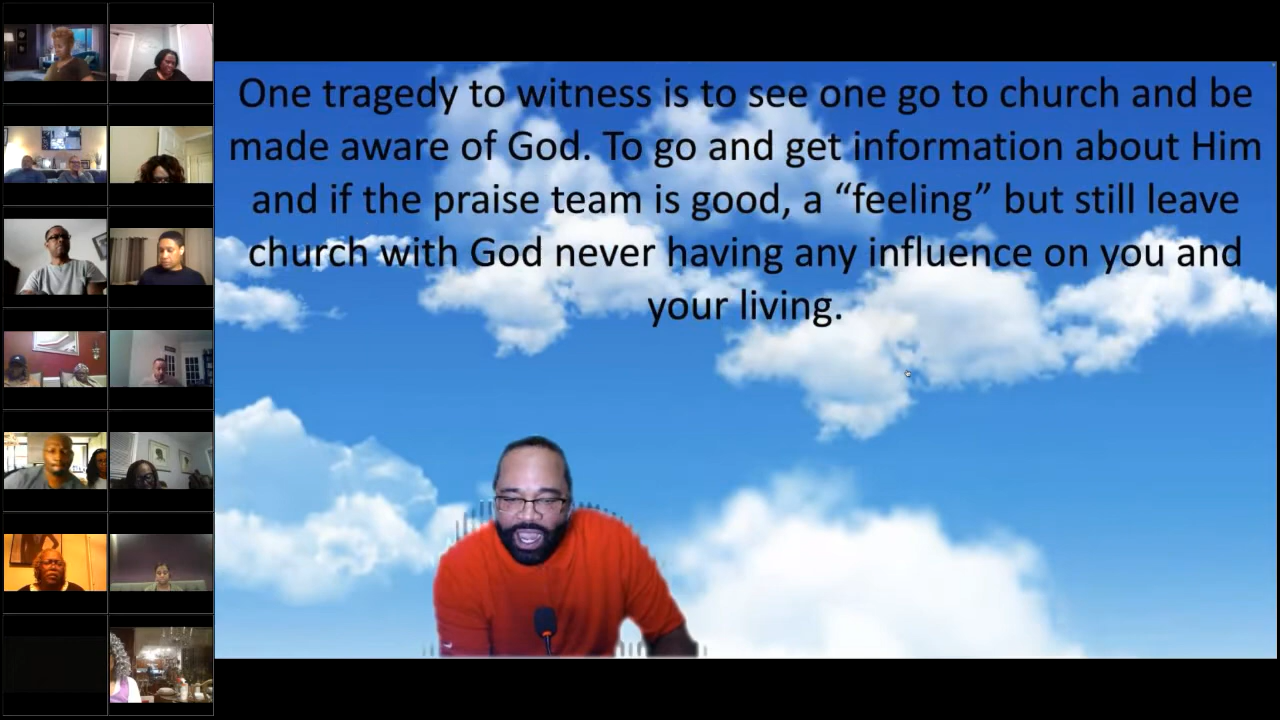 One tragedy to witness is to see one go to church and be
made aware of God. To go and get information about Him
and if the praise team is good, a “feeling” but still leave
church with God never having any influence on you and
your living.